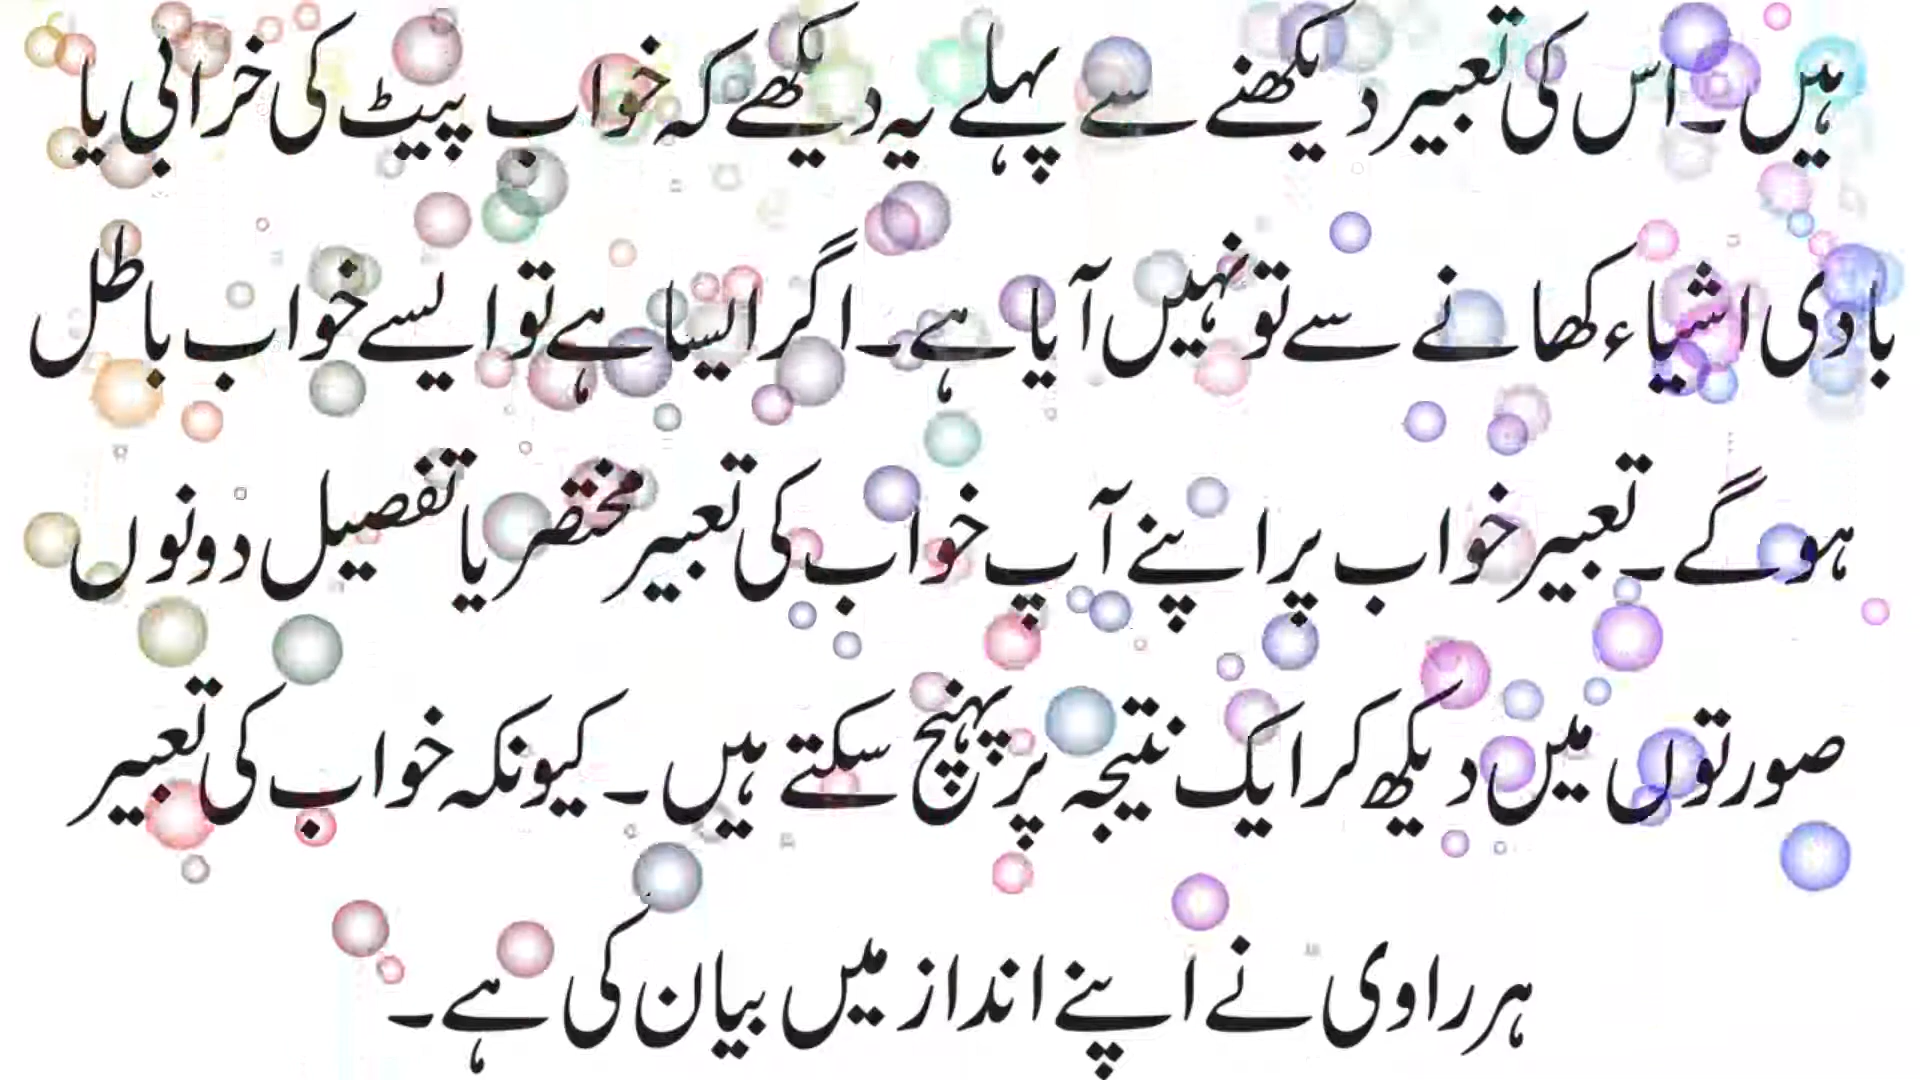 ہیں۔ اس کی تعبیر دیکھنے سے پہلے یہ دیکھے کہ خواب پیٹ کی خرابی یا
بادی اشیاء کھانے سے تو نہیں آیا ہے۔ اگر ایسا ہے تو ایسے خواب باطل
ہوگے۔ تعبیر خواب پر اپنے آپ خواب کی تعبیر مختصر یا تفصیل دونوں
صورتوں میں دیکھ کر ایک نتیجہ پر پہنچ سکتے ہیں۔ کیونکہ خواب کی تعبیر
ہر راوی نے اپنے انداز میں بیان کی ہے۔